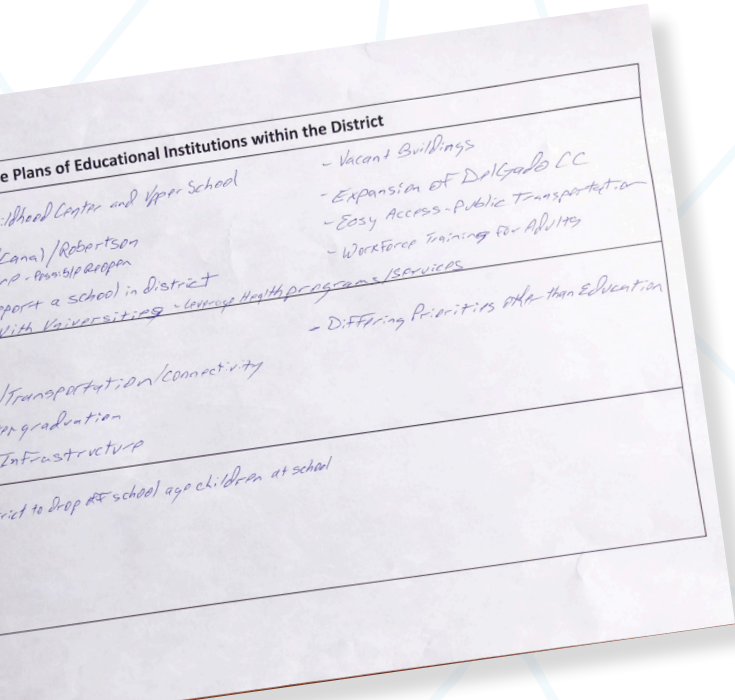 e Plans of Educational Institutions within the District
ildhood Center and Upper School
Canal/Robertson
- Possible Reopen
pport a school in district
With Universities - Leverage Health programs/services
- Vacant Buildings
- Expansion of DelGado CC
- Easy Access-Public Transportation
- Workforce Training For Adults
/Transportation/connectivity
er graduation
Infrastructure
- Differing Priorities other than Education
rict to Drop off school age children at school